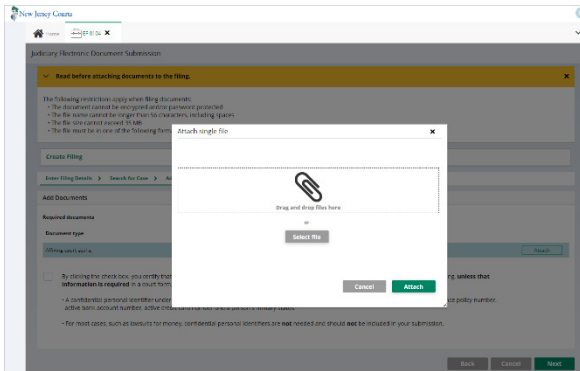 New Jersey Courts
Home
Judiciary Electronic Document Submission
Read before attaching documents to the filing.
The following restrictions apply when filing documents:
• The document cannot be encrypted and/or password protected
• The file name cannot be longer than 56 characters, including spaces
• The file size cannot exceed 35 MB
• The file must be in one of the following form
Attach single file
Drag and drop files here
or
Select file
Cancel
Attach
Create Filing
Enter Filing Details > Search for Case >
Add Documents
Required documents
Document type
Attach
By clicking the check box, you certify that
ng, unless that
information is required in a court form,
• A confidential personal identifier under
policy number,
active bank account number, active credit card number and a person's military status.
• For most cases, such as lawsuits for money, confidential personal identifiers are not needed and should not be included in your submission.
Back
Cancel
Next